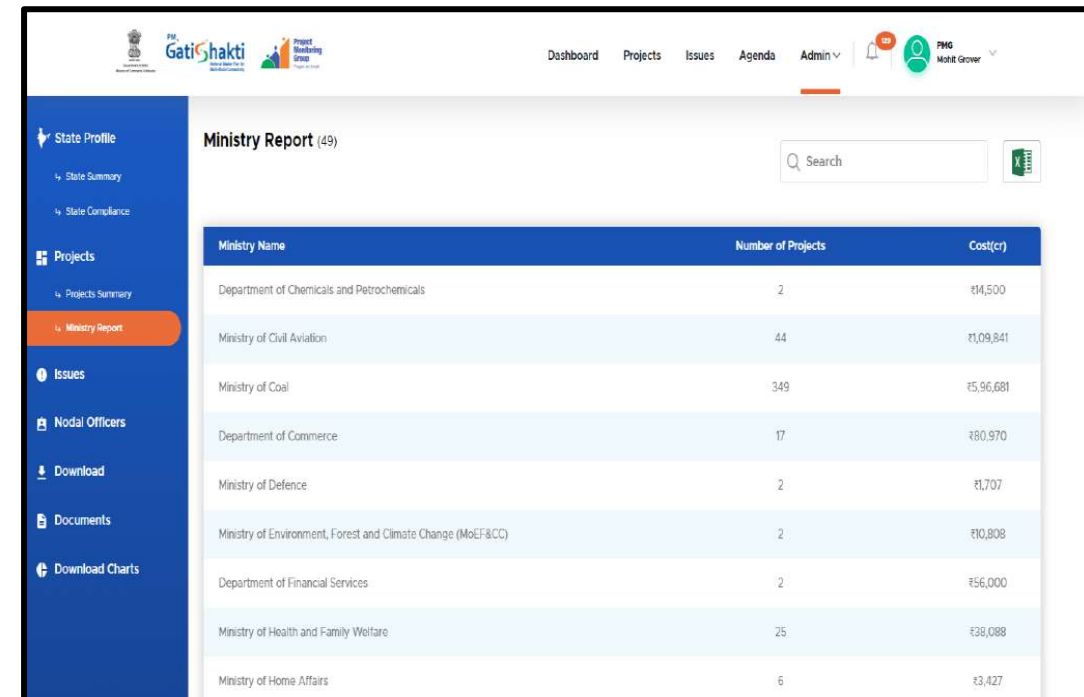 PM
GatiShakti
Project
Monitoring
Group
Dashboard Projects Issues Agenda Admin
129
PMG
Mohit Grover
State Profile
State Summary
State Compliance
Projects
Projects Summary
Ministry Report
Issues
Nodal Officers
Download
Documents
Download Charts
Ministry Report (49)
Search
Ministry Name Number of Projects Cost(cr)
Department of Chemicals and Petrochemicals 2 ₹14,500
Ministry of Civil Aviation 44 ₹1,09,841
Ministry of Coal 349 ₹5,96,681
Department of Commerce 17 ₹80,970
Ministry of Defence 2 ₹1,707
Ministry of Environment, Forest and Climate Change (MoEF&CC) 2 ₹10,808
Department of Financial Services 2 ₹56,000
Ministry of Health and Family Welfare 25 ₹38,088
Ministry of Home Affairs 6 ₹3,427